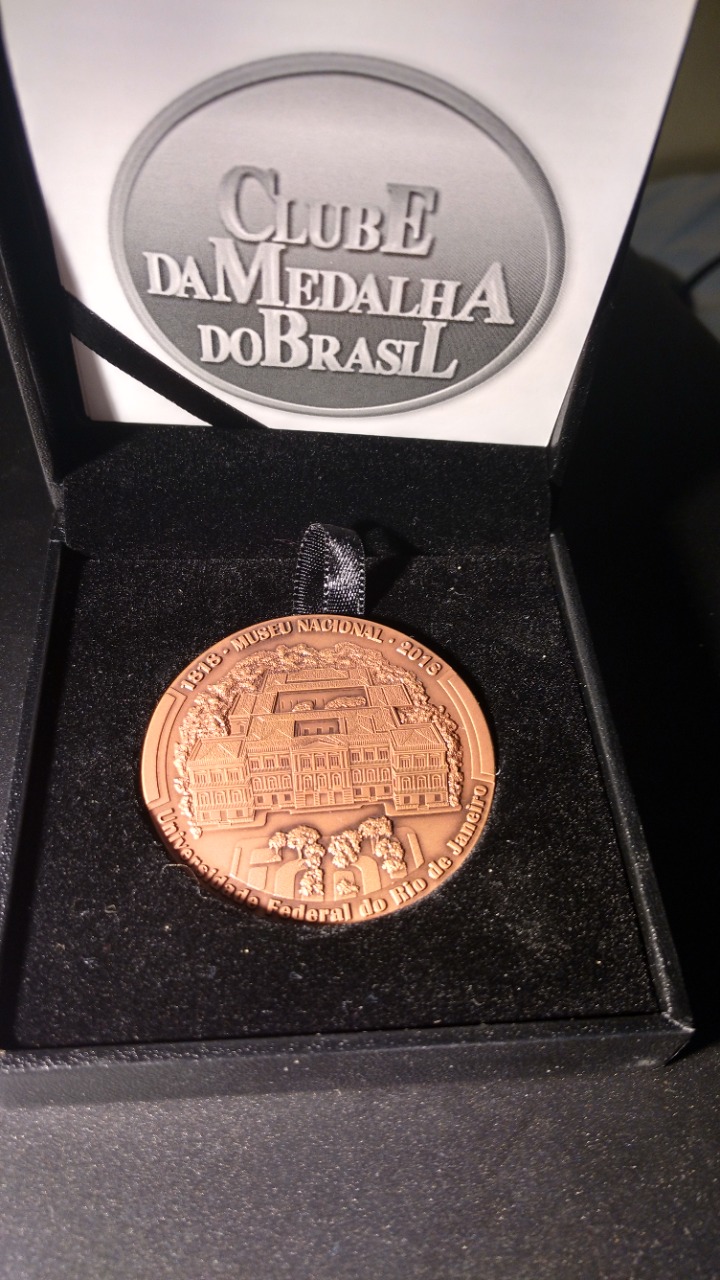 CLUBE
DA MEDALHA
DO BRASIL
1818 • MUSEU NACIONAL • 2018
Universidade Federal do Rio de Janeiro